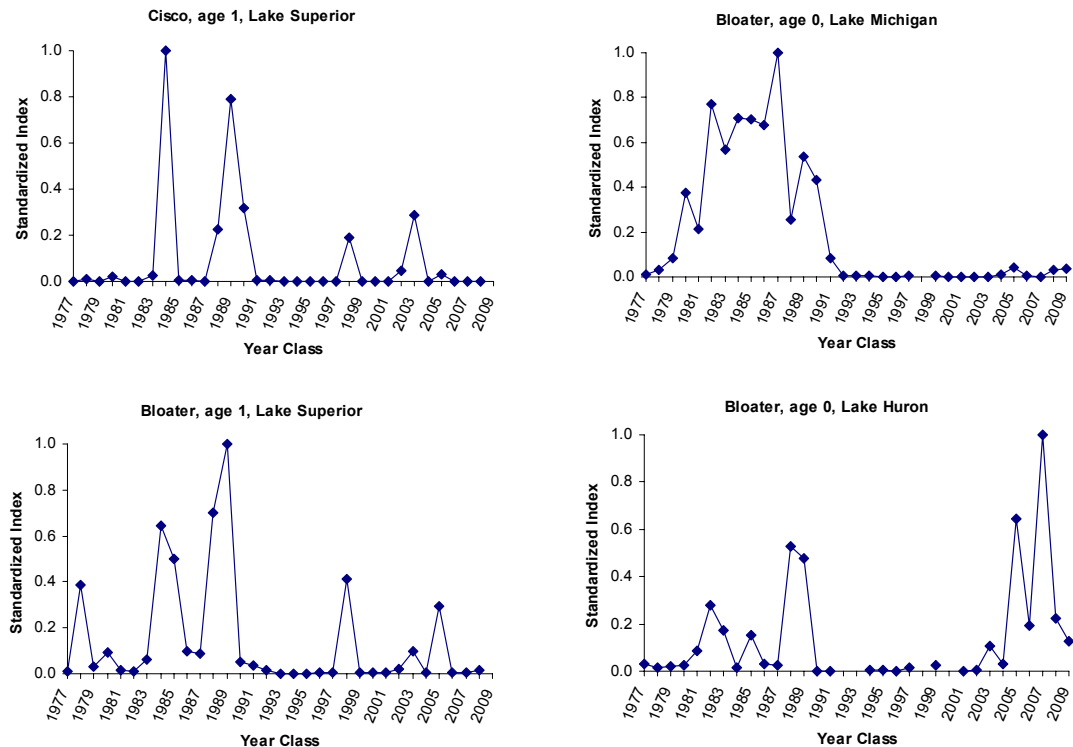 Cisco, age 1, Lake Superior
1.0
0.8
0.6
0.4
0.2
0.0
Standardized Index
1977 1979 1981 1983 1985 1987 1989 1991 1993 1995 1997 1999 2001 2003 2005 2007 2009
Year Class
Bloater, age 0, Lake Michigan
1.0
0.8
0.6
0.4
0.2
0.0
Standardized Index
1977 1979 1981 1983 1985 1987 1989 1991 1993 1995 1997 1999 2001 2003 2005 2007 2009
Year Class
Bloater, age 1, Lake Superior
1.0
0.8
0.6
0.4
0.2
0.0
Standardized Index
1977 1979 1981 1983 1985 1987 1989 1991 1993 1995 1997 1999 2001 2003 2005 2007 2009
Year Class
Bloater, age 0, Lake Huron
1.0
0.8
0.6
0.4
0.2
0.0
Standardized Index
1977 1979 1981 1983 1985 1987 1989 1991 1993 1995 1997 1999 2001 2003 2005 2007 2009
Year Class